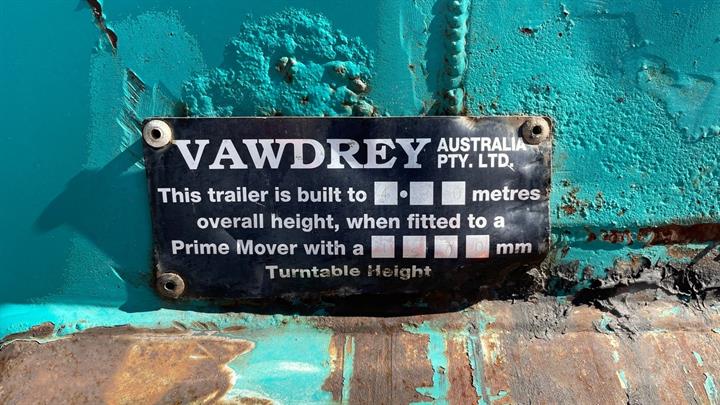 VAWDREY AUSTRALIA PTY. LTD.
This trailer is built to metres
overall height, when fitted to a
Prime Mover with a mm
Turntable Height